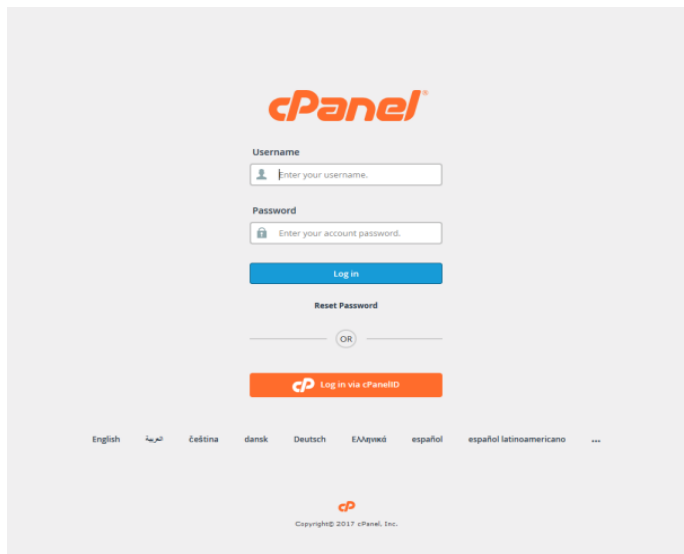 cPanel®
Username
Enter your username.
Password
Enter your account password.
Log in
Reset Password
OR
cP Log in via cPanelID
English العربية čeština dansk Deutsch Ελληνικά español español latinoamericano ...
cP
Copyright© 2017 cPanel, Inc.